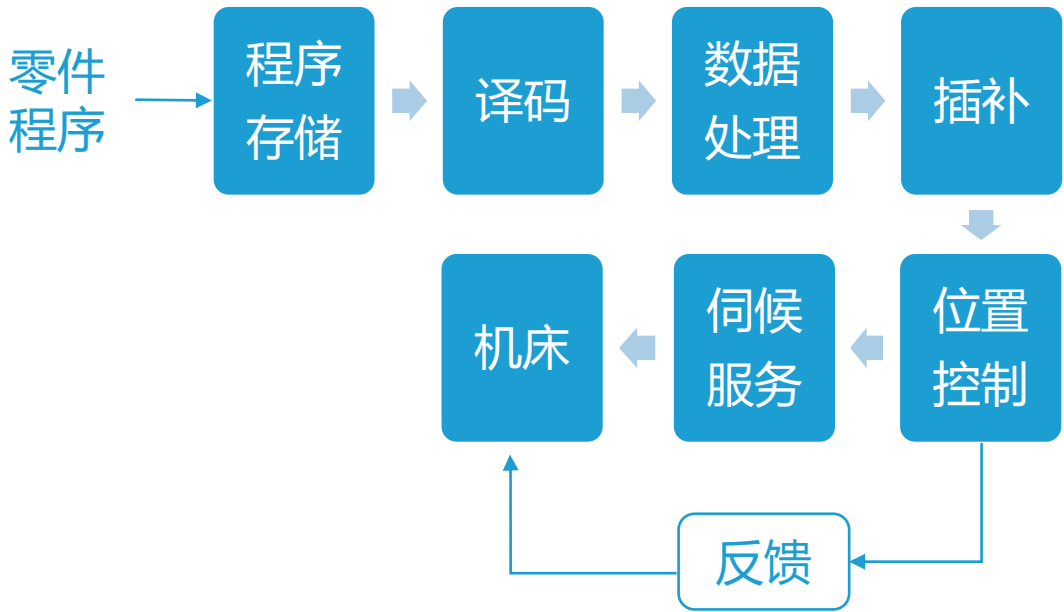 零件
程序
程序
存储
译码
数据
处理
插补
机床
伺候
服务
位置
控制
反馈